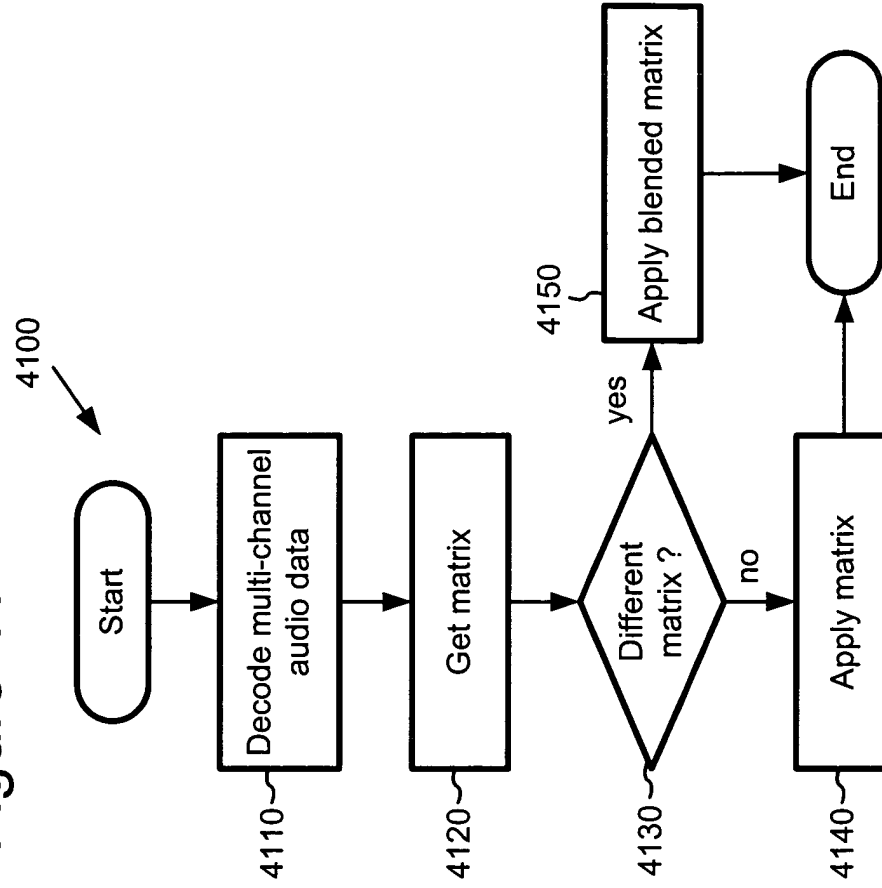 4100
Start
4110
Decode multi-channel
audio data
4120
Get matrix
4130
Different
matrix ?
yes
no
4150
Apply blended matrix
4140
Apply matrix
End